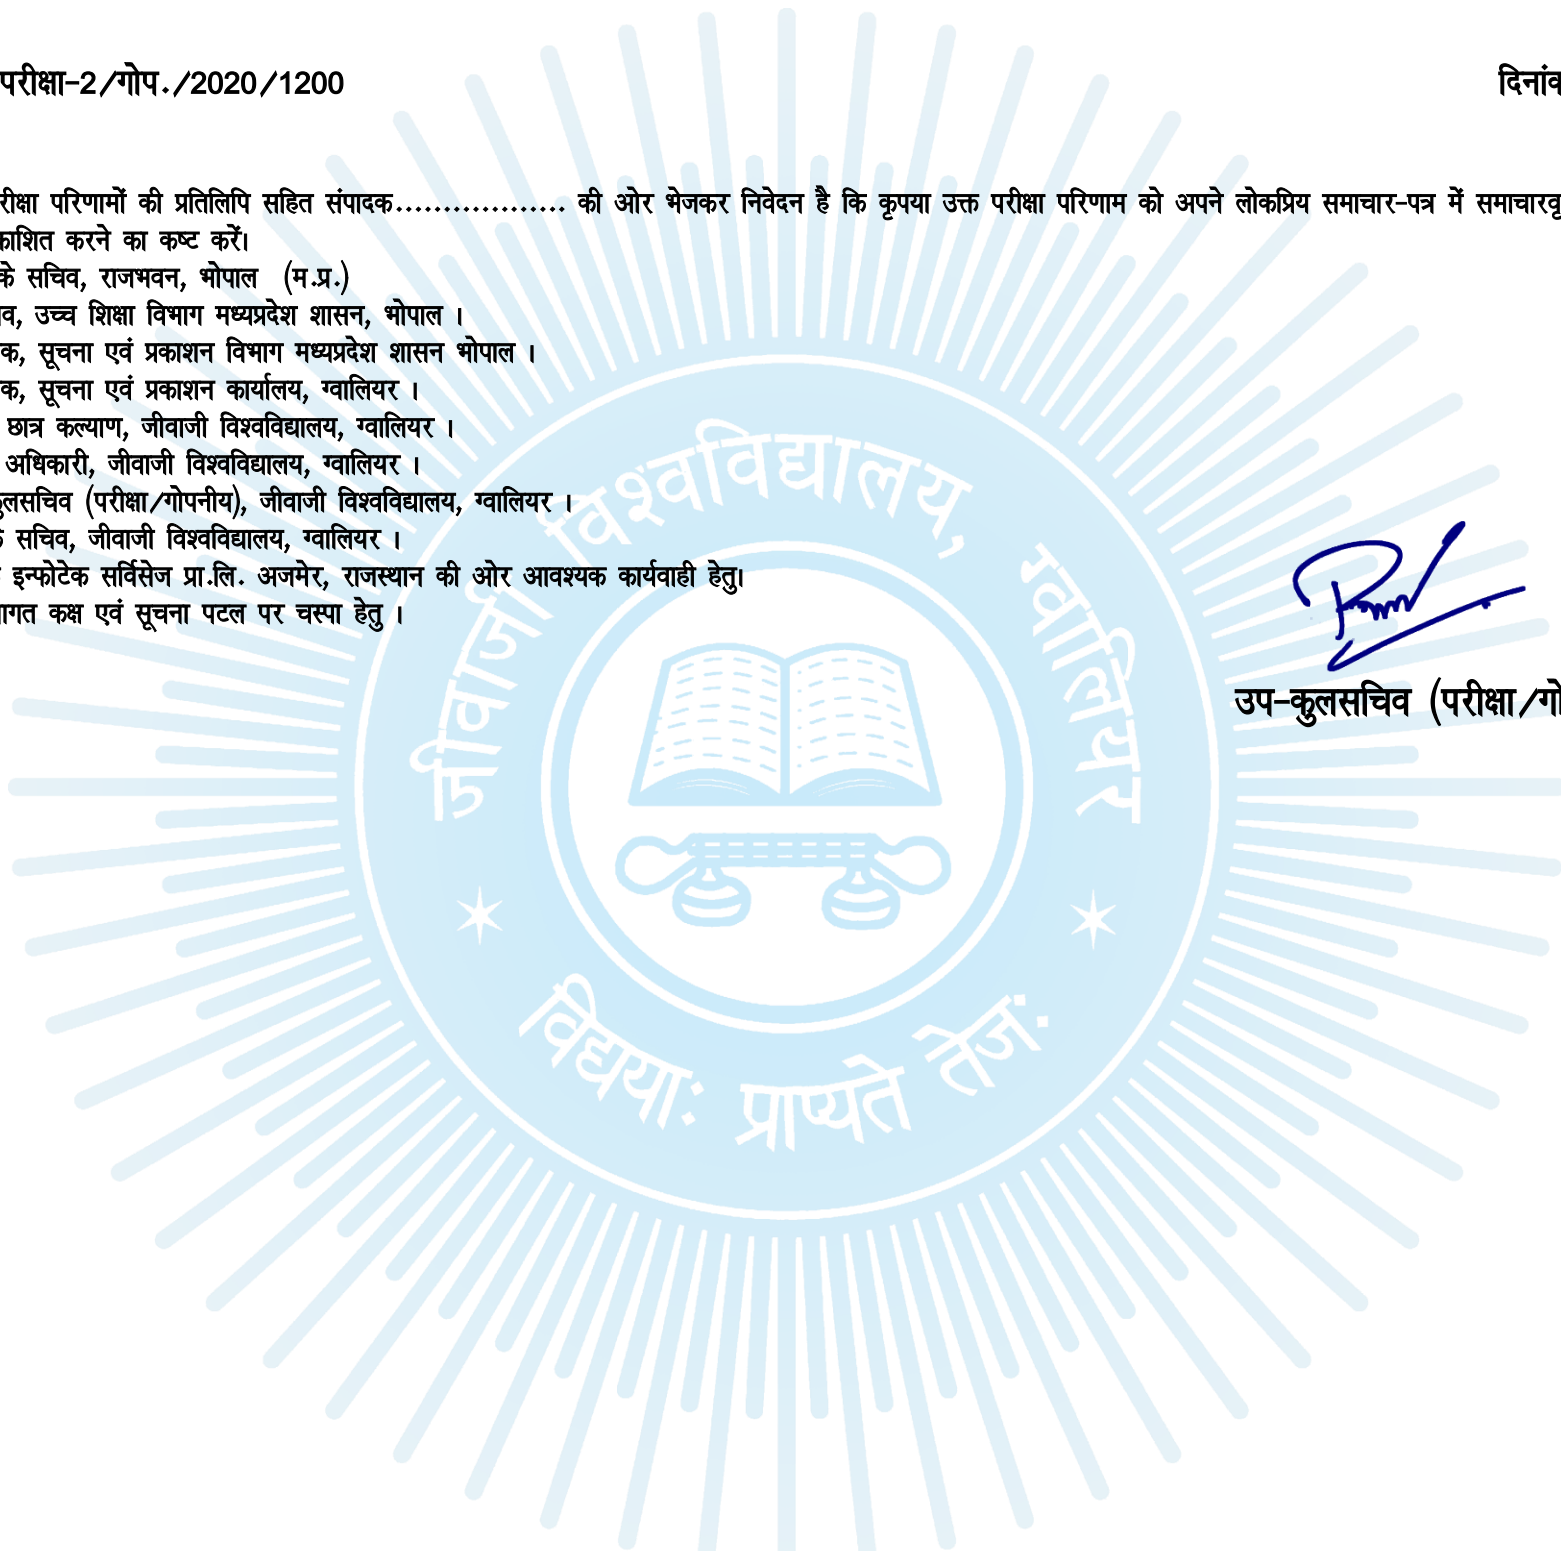 परीक्षा-2/गोप./2020/1200 दिनांक
रीक्षा परिणामों की प्रतिलिपि सहित संपादक.................. की ओर भेजकर निवेदन है कि कृपया उक्त परीक्षा परिणाम को अपने लोकप्रिय समाचार-पत्र में समाचारवृ
काशित करने का कष्ट करें।
के सचिव, राजभवन, भोपाल (म.प्र.)
व, उच्च शिक्षा विभाग मध्यप्रदेश शासन, भोपाल ।
क, सूचना एवं प्रकाशन विभाग मध्यप्रदेश शासन भोपाल ।
क, सूचना एवं प्रकाशन कार्यालय, ग्वालियर ।
छात्र कल्याण, जीवाजी विश्वविद्यालय, ग्वालियर ।
अधिकारी, जीवाजी विश्वविद्यालय, ग्वालियर ।
कुलसचिव (परीक्षा/गोपनीय), जीवाजी विश्वविद्यालय, ग्वालियर ।
के सचिव, जीवाजी विश्वविद्यालय, ग्वालियर ।
इन्फोटेक सर्विसेज प्रा.लि. अजमेर, राजस्थान की ओर आवश्यक कार्यवाही हेतु।
ागत कक्ष एवं सूचना पटल पर चस्पा हेतु ।
उप-कुलसचिव (परीक्षा/गो
जीवाजी विश्वविद्यालय, ग्वालियर
विद्यया: प्राप्यते तेज: